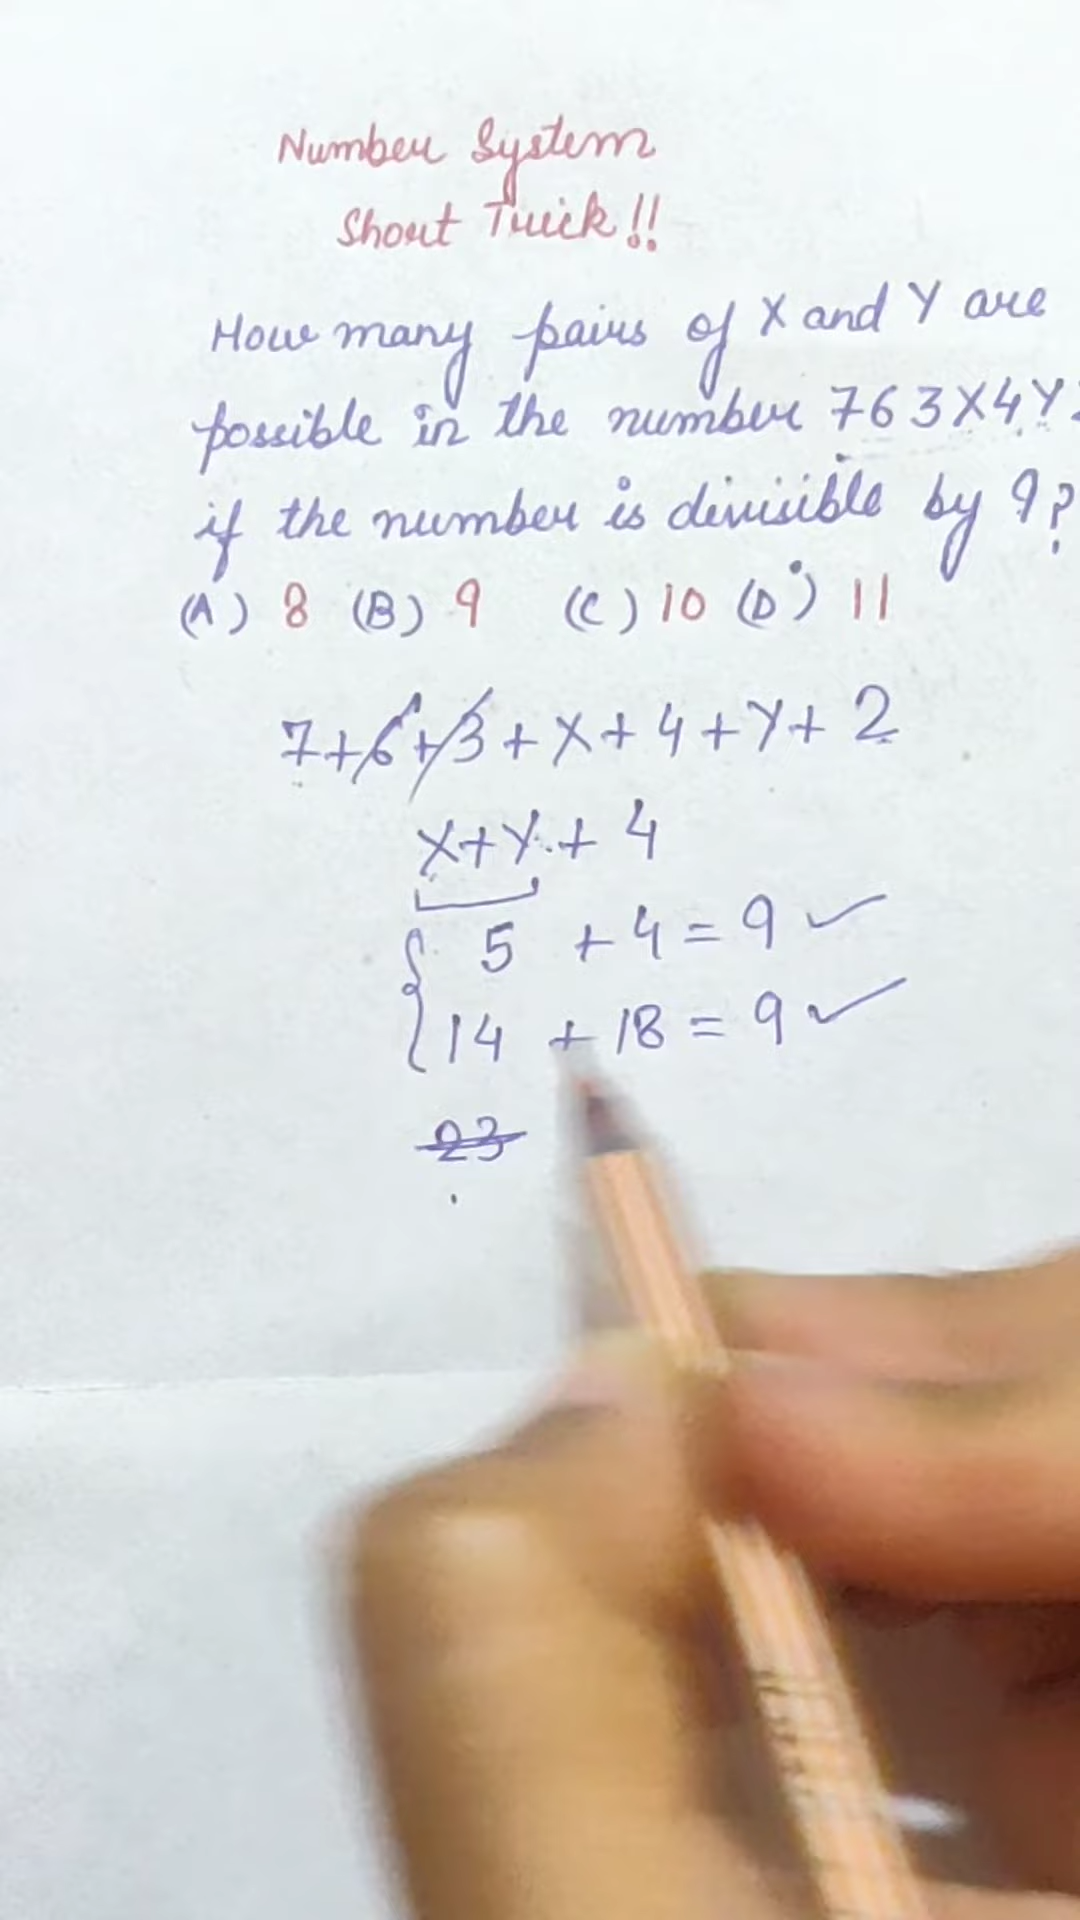 Number System
Short Trick!!
How many pairs of X and Y are
possible in the number 763X4Y
if the number is divisible by 9?
(A) 8 (B) 9 (C) 10 (D) 11
7+6+3+X+4+Y+2
X+Y+4
5 +4=9
14 +18=9
23